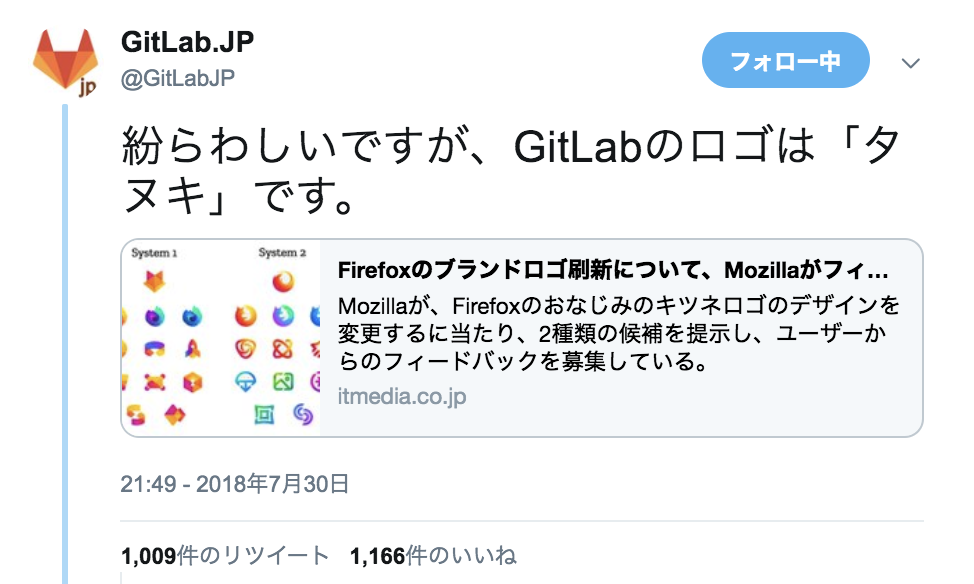 GitLab.JP
@GitLabJP
jp
フォロー中
紛らわしいですが、GitLabのロゴは「タ
ヌキ」です。
System 1
System 2
Firefoxのブランドロゴ刷新について、Mozillaがフィ...
Mozillaが、Firefoxのおなじみのキツネロゴのデザインを
変更するに当たり、2種類の候補を提示し、ユーザーか
らのフィードバックを募集している。
itmedia.co.jp
21:49 - 2018年7月30日
1,009件のリツイート 1,166件のいいね